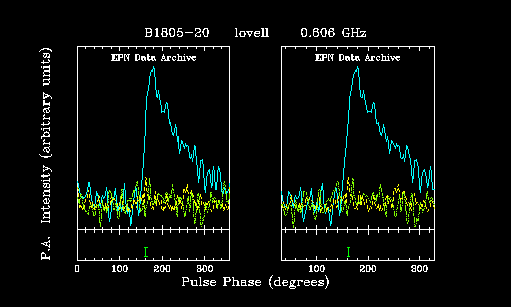 B1805-20 lovell 0.606 GHz
EPN Data Archive EPN Data Archive
P.A. Intensity (arbitrary units)
0 100 200 300 100 200 300
Pulse Phase (degrees)